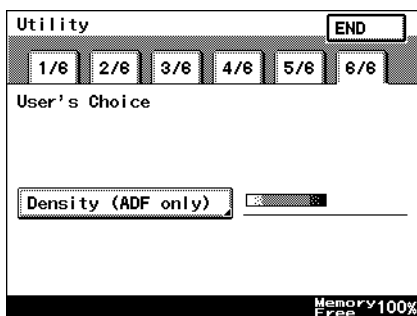 Utility
END
1/6 2/6 3/6 4/6 5/6 6/6
User's Choice
Density (ADF only)
Memory
Free 100%